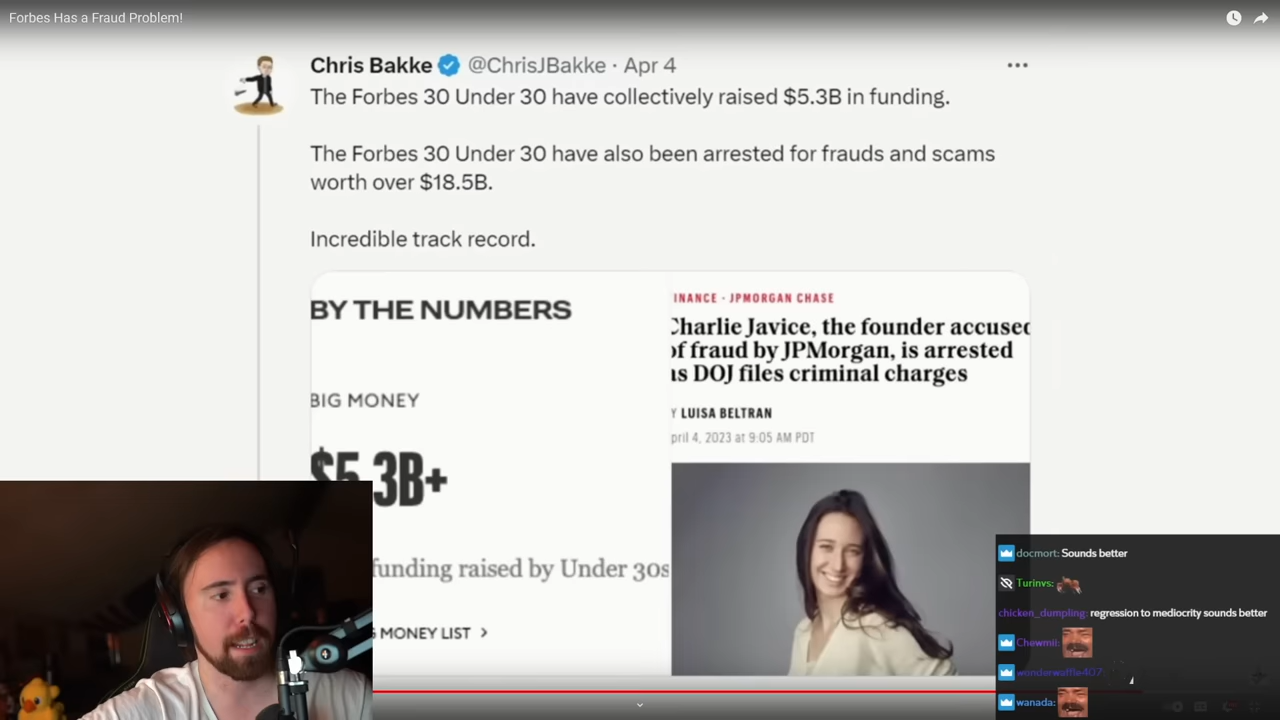 Forbes Has a Fraud Problem!
Chris Bakke @ChrisJBakke · Apr 4
The Forbes 30 Under 30 have collectively raised $5.3B in funding.
The Forbes 30 Under 30 have also been arrested for frauds and scams
worth over $18.5B.
Incredible track record.
BY THE NUMBERS
BIG MONEY
$5.3B+
funding raised by Under 30s
MONEY LIST >
INANCE · JPMORGAN CHASE
Charlie Javice, the founder accused
of fraud by JPMorgan, is arrested
as DOJ files criminal charges
Y LUISA BELTRAN
pril 4, 2023 at 9:05 AM PDT
docmort: Sounds better
Turinvs:
chicken_dumpling: regression to mediocrity sounds better
Chewmii:
wonderwaffle407:
wanada: